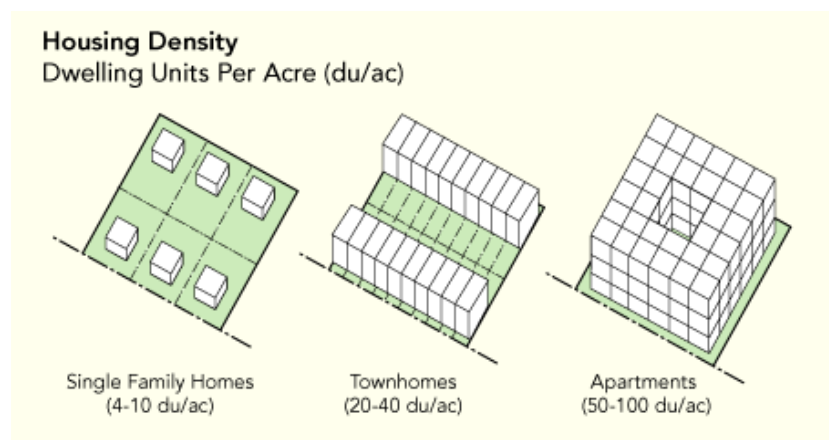 Housing Density
Dwelling Units Per Acre (du/ac)
Single Family Homes
(4-10 du/ac)
Townhomes
(20-40 du/ac)
Apartments
(50-100 du/ac)